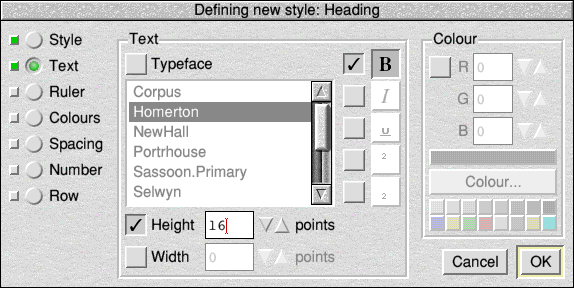 Defining new style: Heading
Style
Text
Ruler
Colours
Spacing
Number
Row
Text
Typeface
Corpus
Homerton
NewHall
Portrhouse
Sassoon.Primary
Selwyn
B
I
u
2
2
Height 16 points
Width 0 points
Colour
R 0
G 0
B 0
Colour...
Cancel
OK